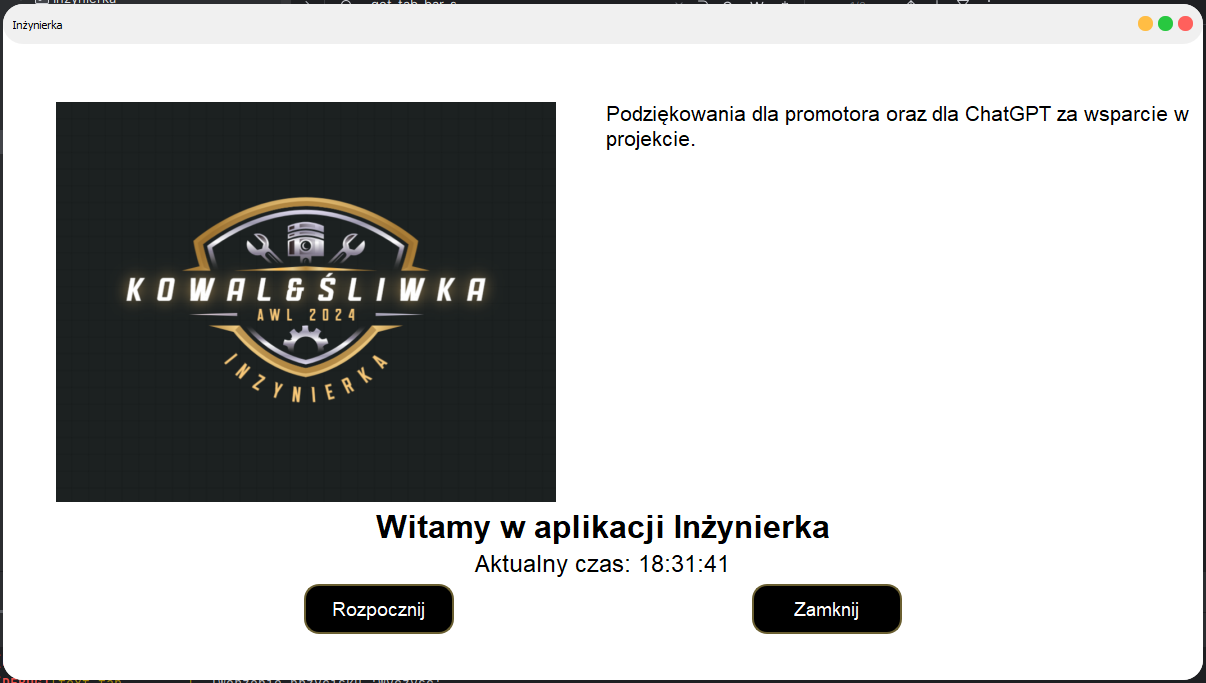 Inżynierka
Podziękowania dla promotora oraz dla ChatGPT za wsparcie w
projekcie.
KOWAL&ŚLIWKA
AWL 2024
INZYNIERKA
Witamy w aplikacji Inżynierka
Aktualny czas: 18:31:41
Rozpocznij
Zamknij